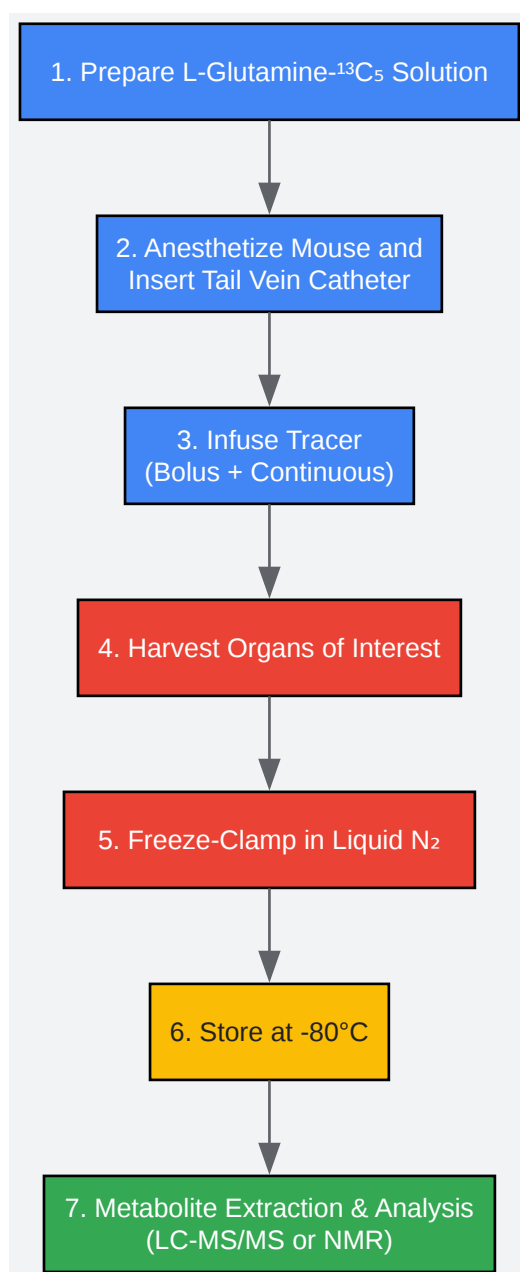 1. Prepare L-Glutamine-¹³C₅ Solution
2. Anesthetize Mouse and
Insert Tail Vein Catheter
3. Infuse Tracer
(Bolus + Continuous)
4. Harvest Organs of Interest
5. Freeze-Clamp in Liquid N₂
6. Store at -80°C
7. Metabolite Extraction & Analysis
(LC-MS/MS or NMR)